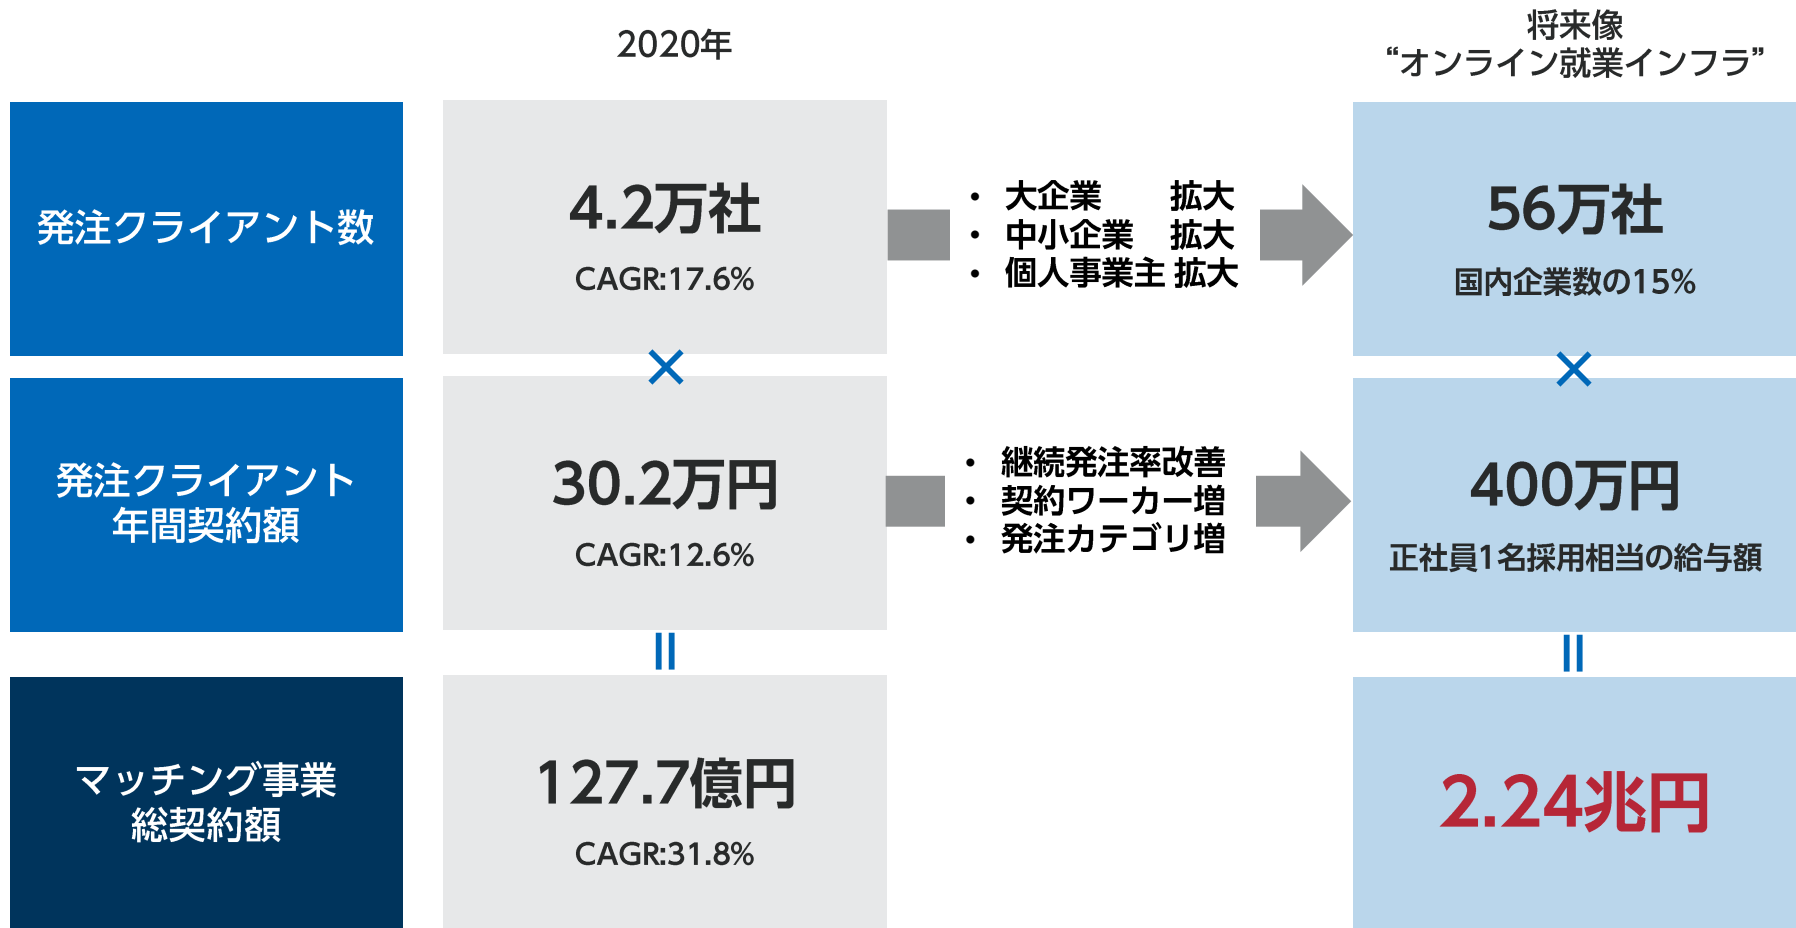 2020年
将来像
“オンライン就業インフラ”
発注クライアント数
4.2万社
CAGR:17.6%
・ 大企業 拡大
・ 中小企業 拡大
・ 個人事業主 拡大
56万社
国内企業数の15%
×
×
発注クライアント
年間契約額
30.2万円
CAGR:12.6%
・ 継続発注率改善
・ 契約ワーカー増
・ 発注カテゴリ増
400万円
正社員1名採用相当の給与額
=
=
マッチング事業
総契約額
127.7億円
CAGR:31.8%
2.24兆円